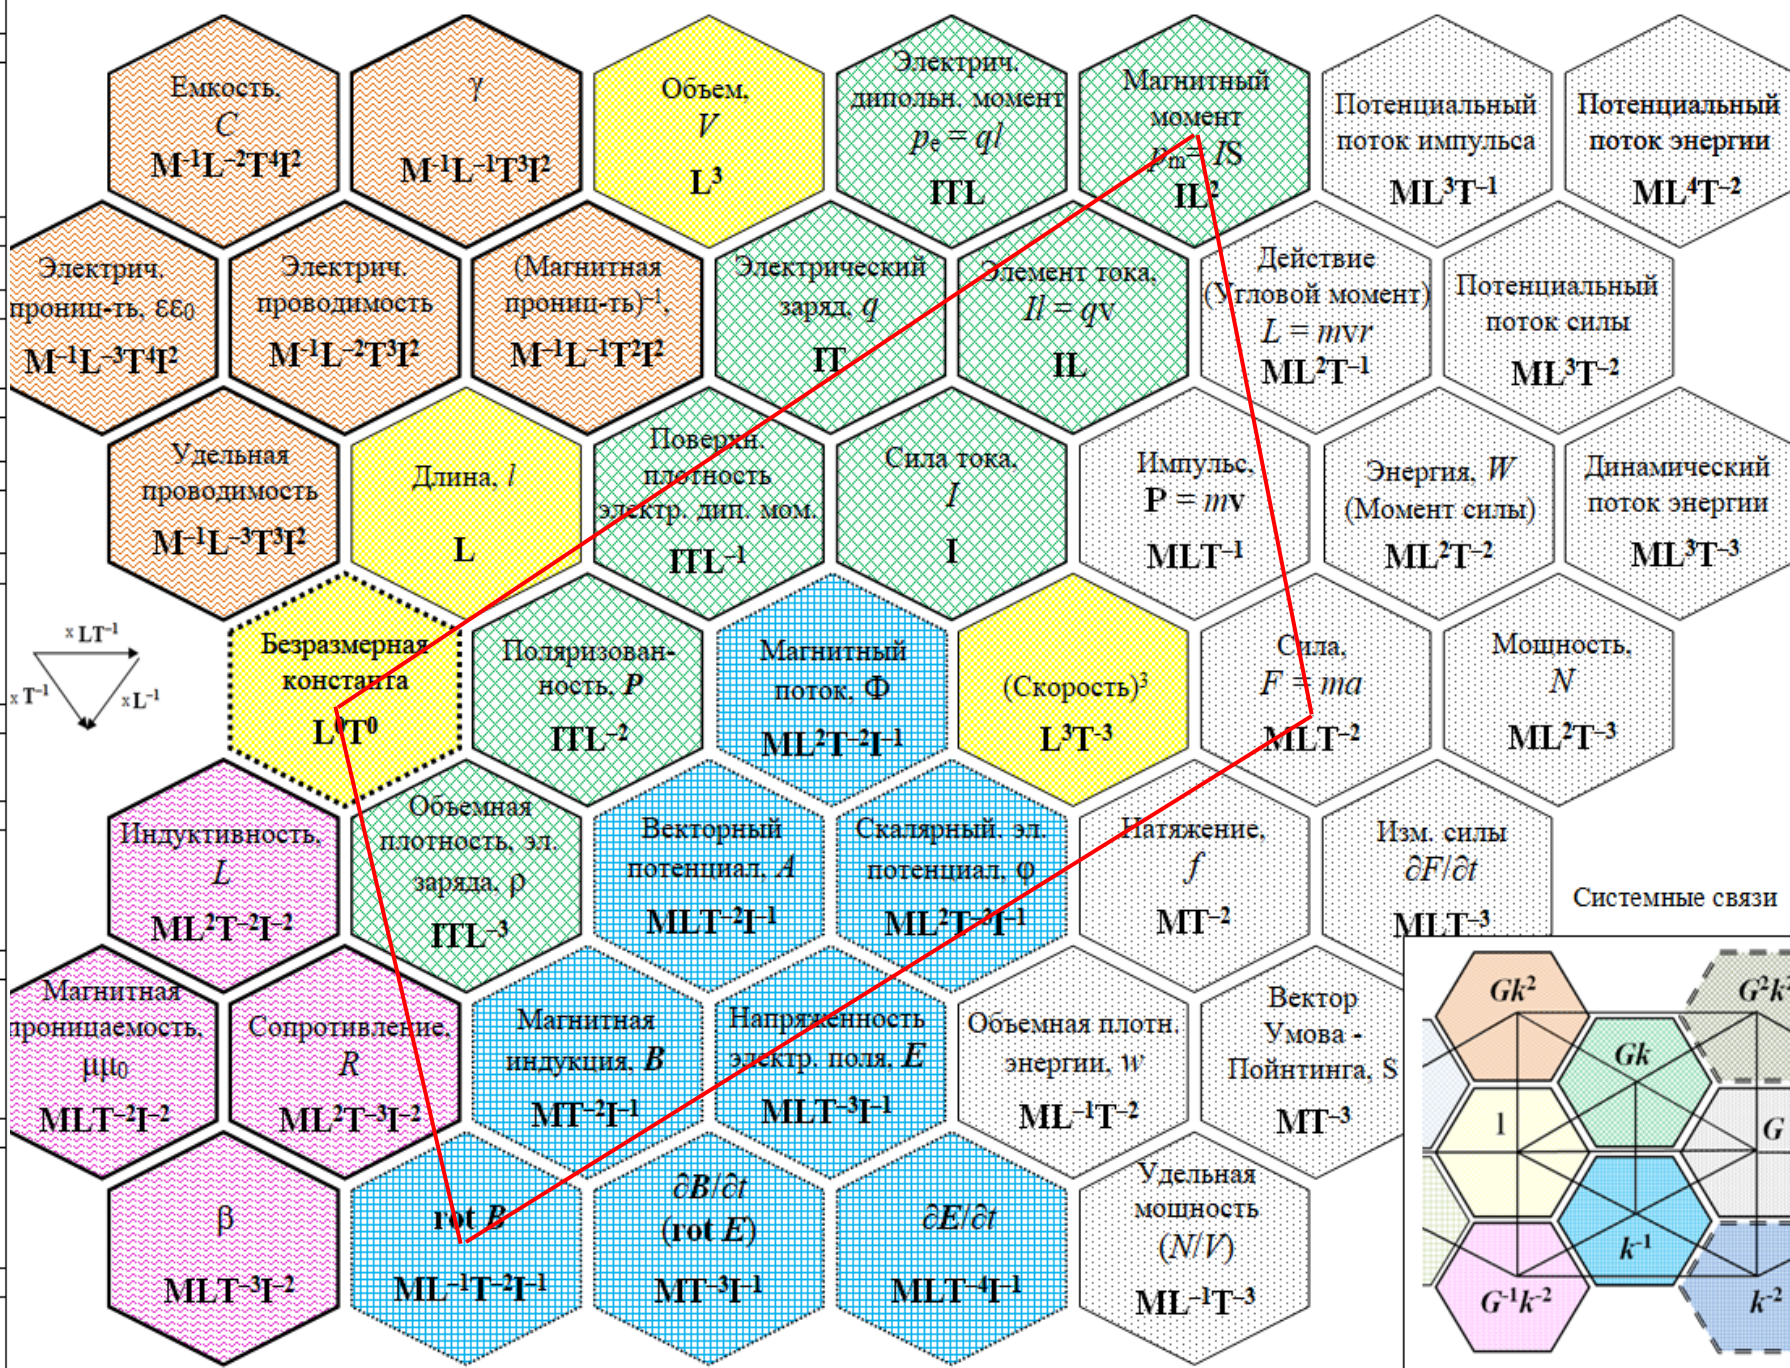 Емкость,
C
M⁻¹L⁻²T⁴I²
γ
M⁻¹L⁻¹T³I²
Объем,
V
L³
Электрич.
дипольн. момент
pₑ = ql
ITL
Магнитный
момент
pₘ= IS
IL²
Потенциальный
поток импульса
ML³T⁻¹
Потенциальный
поток энергии
ML⁴T⁻²
Электрич.
прониц-ть, εε₀
M⁻¹L⁻³T⁴I²
Электрич.
проводимость
M⁻¹L⁻²T³I²
(Магнитная
прониц-ть)⁻¹,
M⁻¹L⁻¹T²I²
Электрический
заряд, q
IT
Элемент тока,
Il = qv
IL
Действие
(Угловой момент)
L = mvr
ML²T⁻¹
Потенциальный
поток силы
ML³T⁻²
Удельная
проводимость
M⁻¹L⁻³T³I²
Длина, l
L
Поверхн.
плотность
электр. дип. мом.
ITL⁻¹
Сила тока,
I
I
Импульс,
P = mv
MLT⁻¹
Энергия, W
(Момент силы)
ML²T⁻²
Динамический
поток энергии
ML³T⁻³
x LT⁻¹
x T⁻¹
x L⁻¹
Безразмерная
константа
L⁰T⁰
Поляризован-
ность, P
ITL⁻²
Магнитный
поток, Φ
ML²T⁻²I⁻¹
(Скорость)³
L³T⁻³
Сила,
F = ma
MLT⁻²
Мощность,
N
ML²T⁻³
Индуктивность,
L
ML²T⁻²I⁻²
Объемная
плотность, эл.
заряда, ρ
ITL⁻³
Векторный
потенциал, A
MLT⁻²I⁻¹
Скалярный. эл.
потенциал, φ
ML²T⁻³I⁻¹
Натяжение,
f
MT⁻²
Изм. силы
∂F/∂t
MLT⁻³
Системные связи
Магнитная
проницаемость,
μμ₀
MLT⁻²I⁻²
Сопротивление,
R
ML²T⁻³I⁻²
Магнитная
индукция, B
MT⁻²I⁻¹
Напряженность
электр. поля, E
MLT⁻³I⁻¹
Объемная плотн.
энергии, w
ML⁻¹T⁻²
Вектор
Умова -
Пойнтинга, S
MT⁻³
β
MLT⁻³I⁻²
rot B
ML⁻¹T⁻²I⁻¹
∂B/∂t
(rot E)
MT⁻³I⁻¹
∂E/∂t
MLT⁻⁴I⁻¹
Удельная
мощность
(N/V)
ML⁻¹T⁻³
Gk²
G²k²
Gk
1
G
k⁻¹
G⁻¹k⁻²
k⁻²